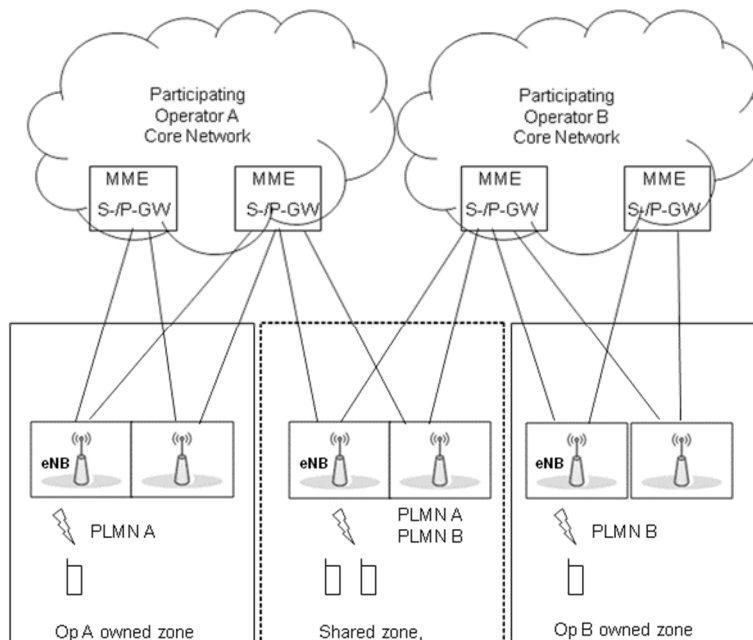 Participating
Operator A
Core Network
Participating
Operator B
Core Network
MME
S-/P-GW
MME
S-/P-GW
MME
S-/P-GW
MME
S-/P-GW
eNB
eNB
eNB
PLMN A
PLMN A
PLMN B
PLMN B
Op A owned zone
Shared zone,
Op B owned zone